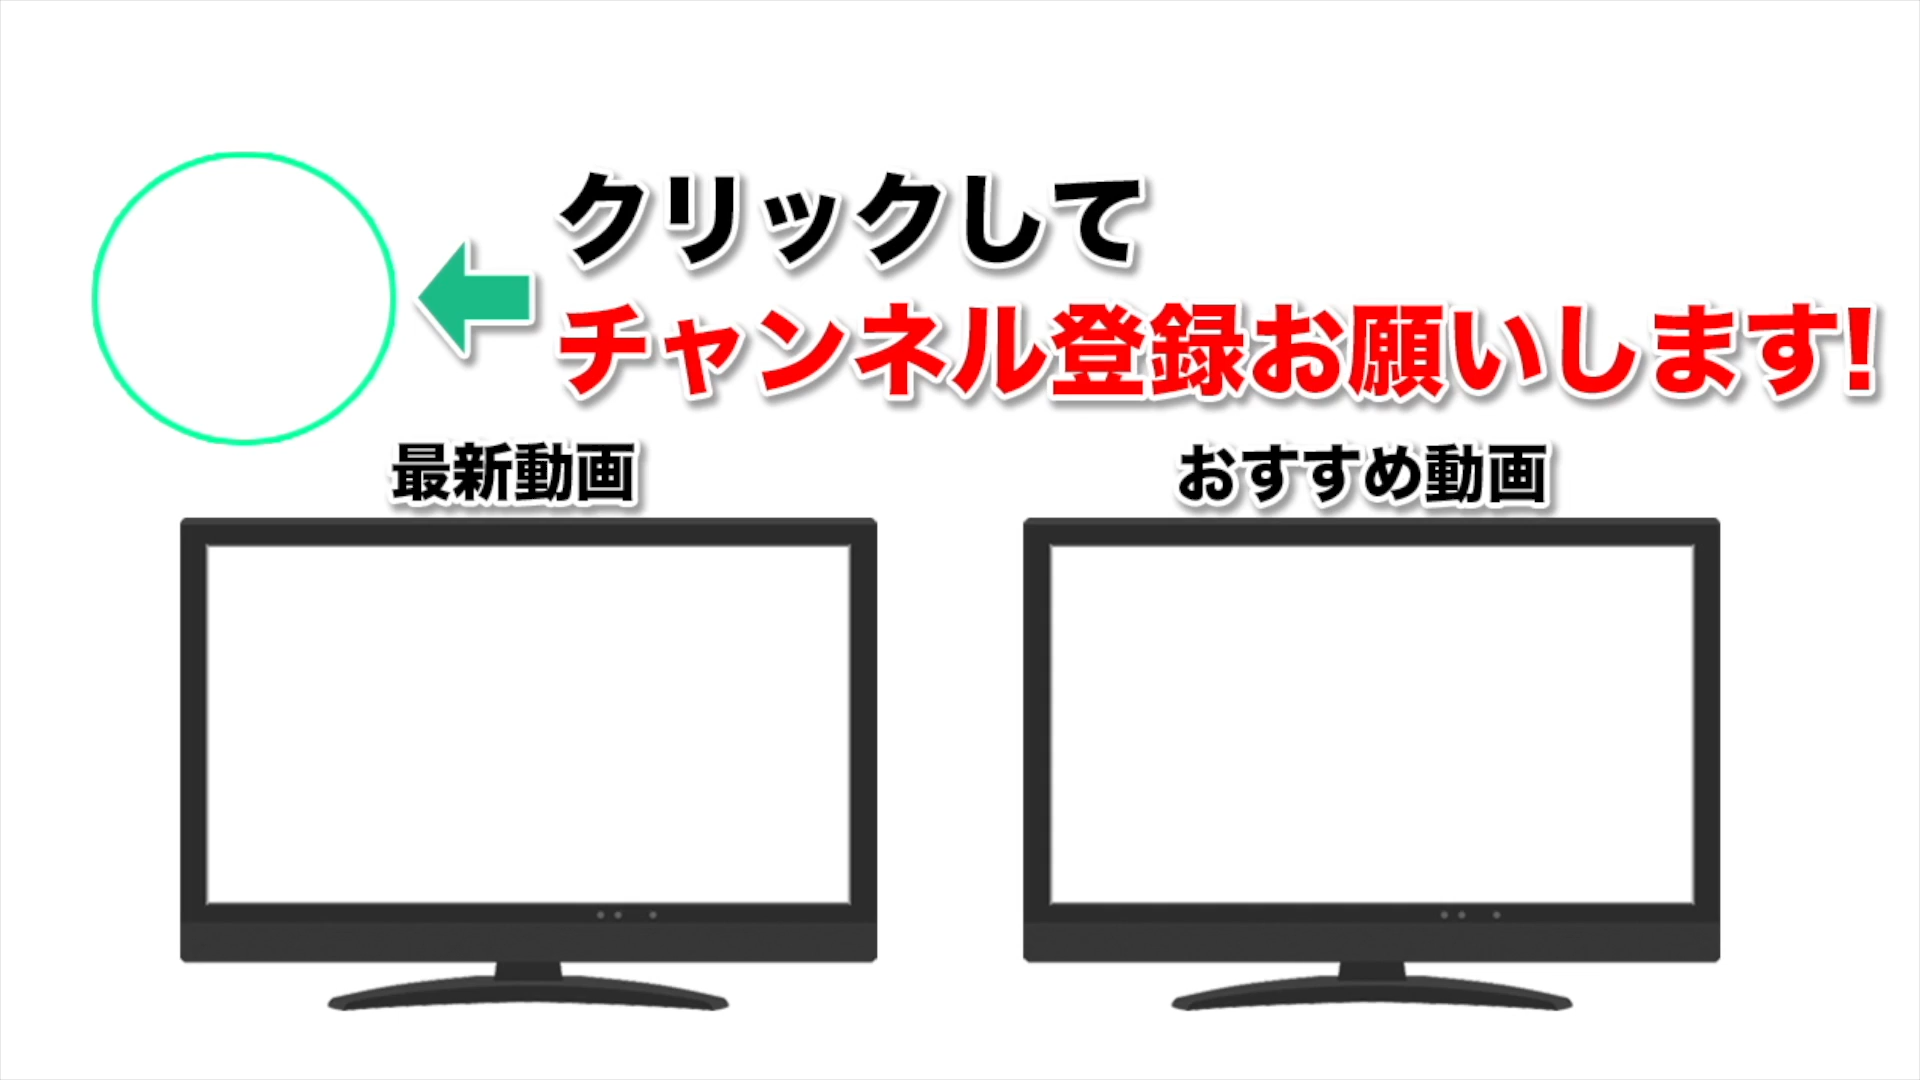 クリックして
チャンネル登録お願いします!
最新動画
おすすめ動画